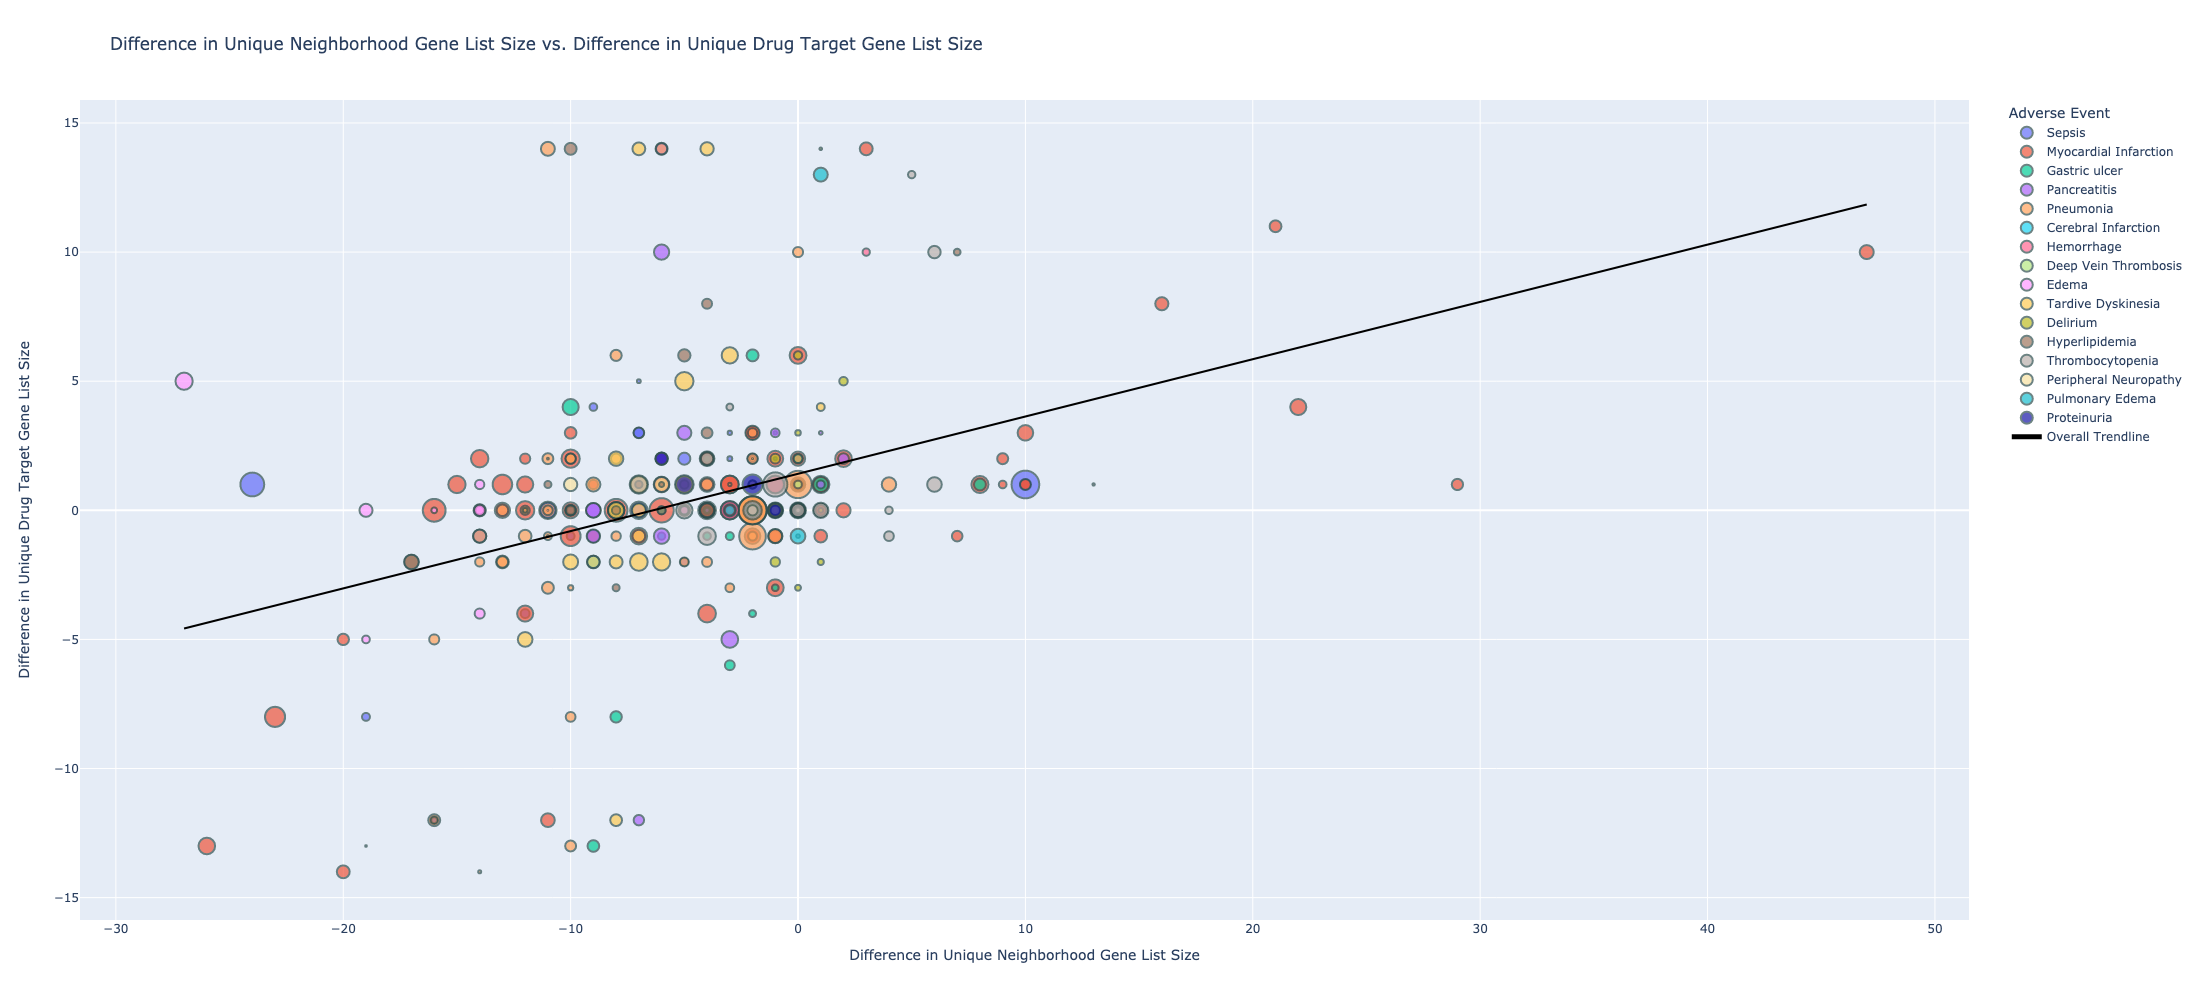 Difference in Unique Neighborhood Gene List Size vs. Difference in Unique Drug Target Gene List Size
Difference in Unique Drug Target Gene List Size
15
10
5
0
−5
−10
−15
−30
−20
−10
0
10
20
30
40
50
Difference in Unique Neighborhood Gene List Size
Adverse Event
Sepsis
Myocardial Infarction
Gastric ulcer
Pancreatitis
Pneumonia
Cerebral Infarction
Hemorrhage
Deep Vein Thrombosis
Edema
Tardive Dyskinesia
Delirium
Hyperlipidemia
Thrombocytopenia
Peripheral Neuropathy
Pulmonary Edema
Proteinuria
Overall Trendline